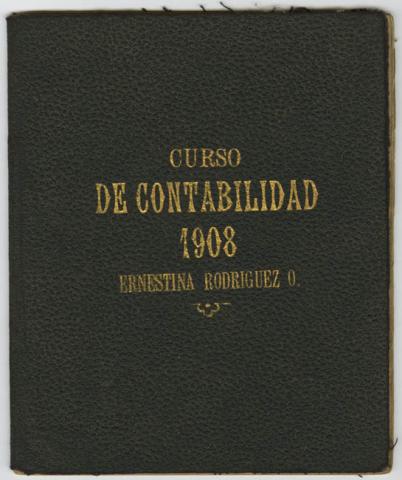 CURSO
DE CONTABILIDAD
1908
ERNESTINA RODRIGUEZ O.